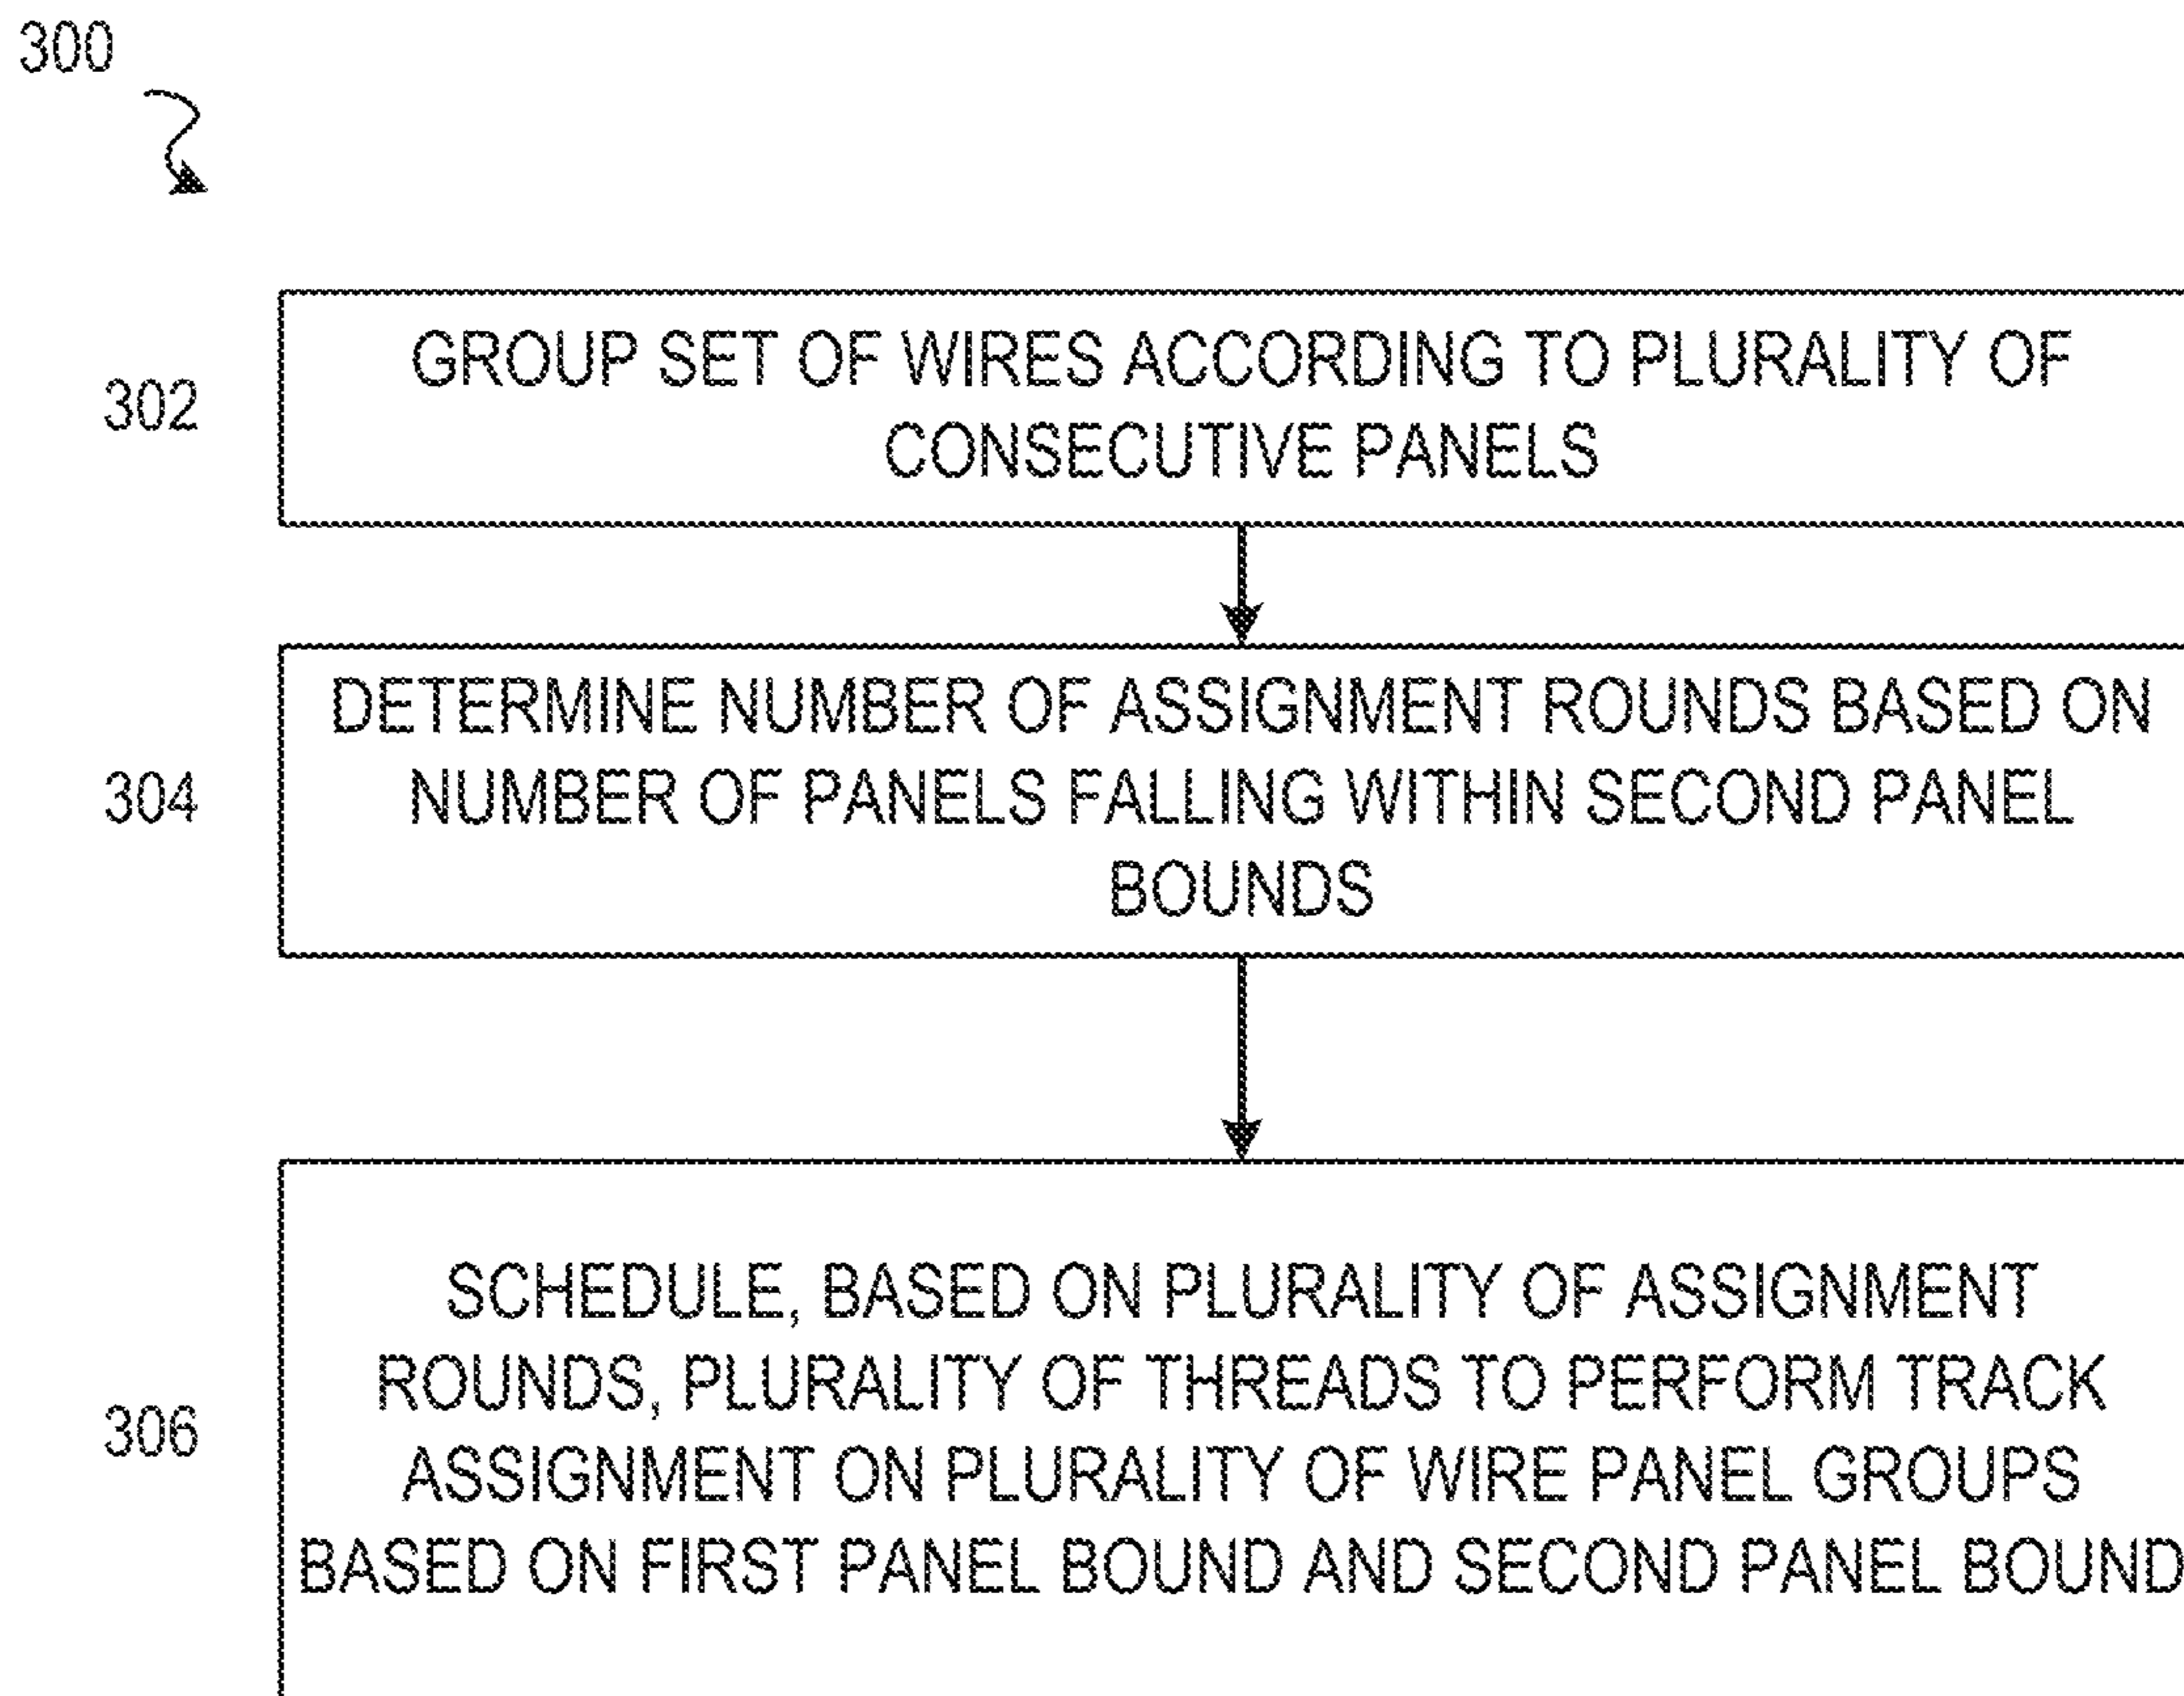 300
302
GROUP SET OF WIRES ACCORDING TO PLURALITY OF
CONSECUTIVE PANELS
304
DETERMINE NUMBER OF ASSIGNMENT ROUNDS BASED ON
NUMBER OF PANELS FALLING WITHIN SECOND PANEL
BOUNDS
306
SCHEDULE, BASED ON PLURALITY OF ASSIGNMENT
ROUNDS, PLURALITY OF THREADS TO PERFORM TRACK
ASSIGNMENT ON PLURALITY OF WIRE PANEL GROUPS
BASED ON FIRST PANEL BOUND AND SECOND PANEL BOUND